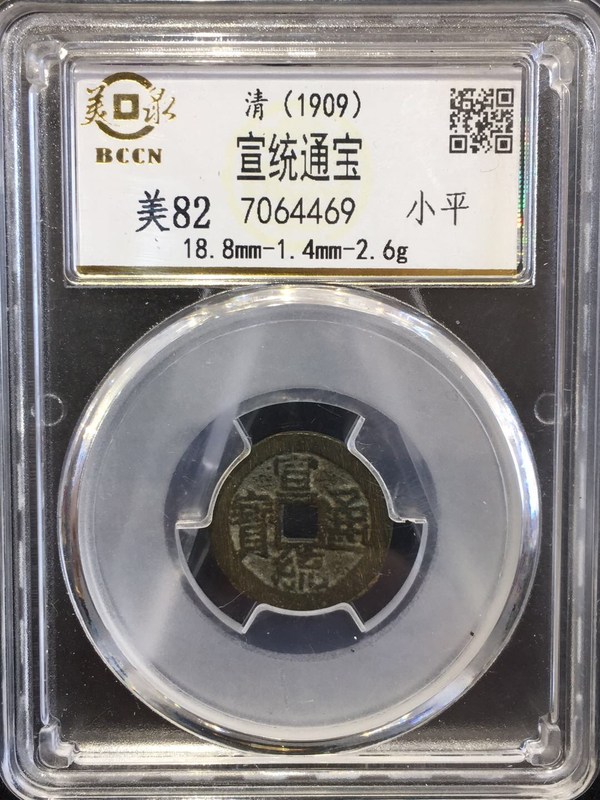 美泉
BCCN
清（1909）
宣统通宝
美82 7064469 小平
18.8mm-1.4mm-2.6g
宣統通寳